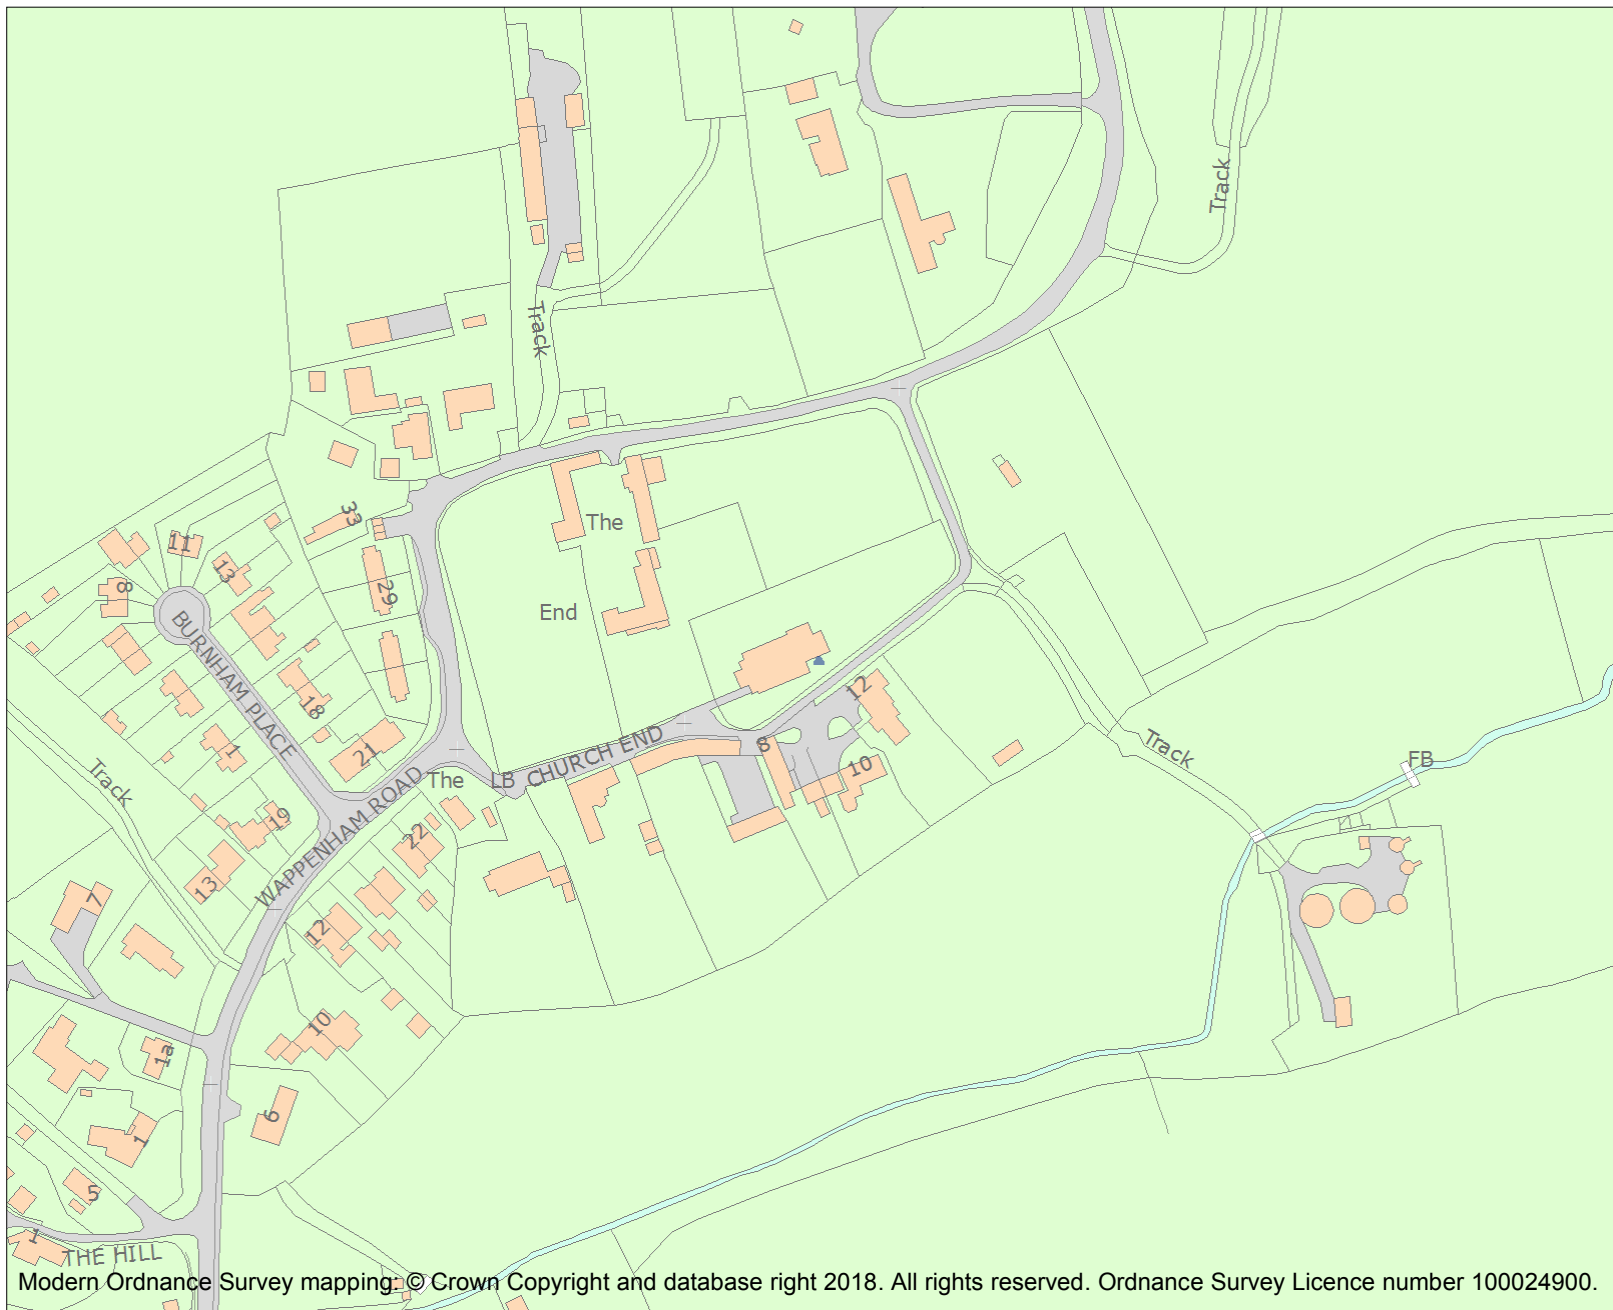 Track
Track
33
The
11
13
8
29
End
BURNHAM PLACE
18
12
1
21
CHURCH END
8
10
Track
Track
The
LB
FB
WAPPENHAM ROAD
19
22
13
7
12
10
1a
6
1
5
1
THE HILL
Modern Ordnance Survey mapping: © Crown Copyright and database right 2018. All rights reserved. Ordnance Survey Licence number 100024900.